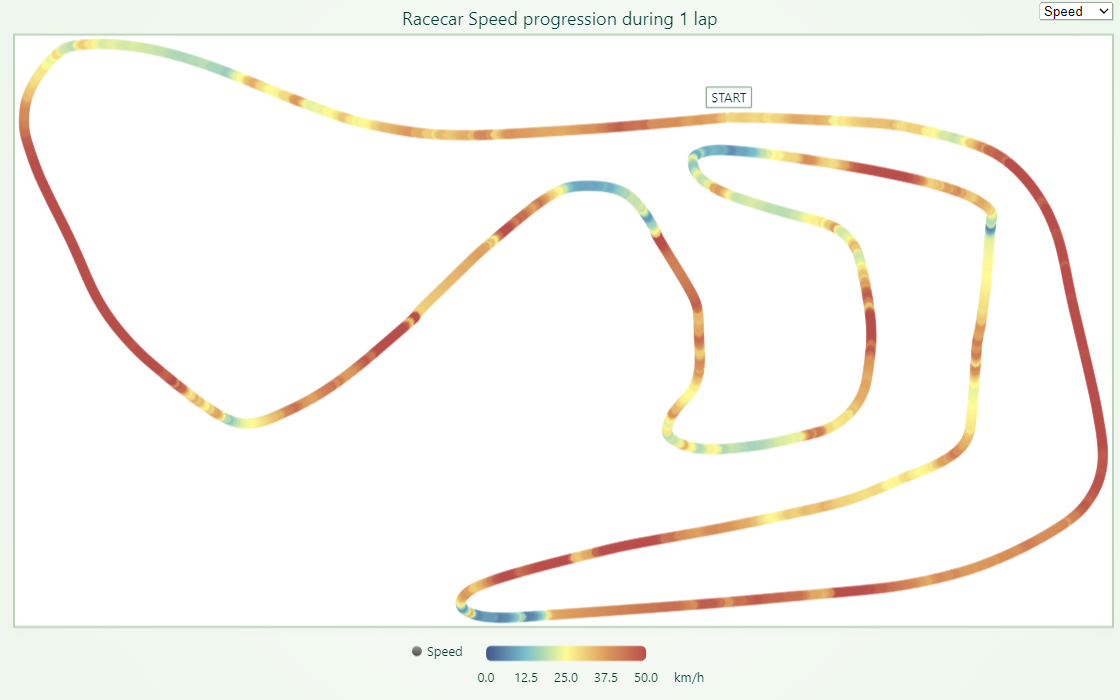 Racecar Speed progression during 1 lap
Speed
START
Speed
0.0 12.5 25.0 37.5 50.0 km/h